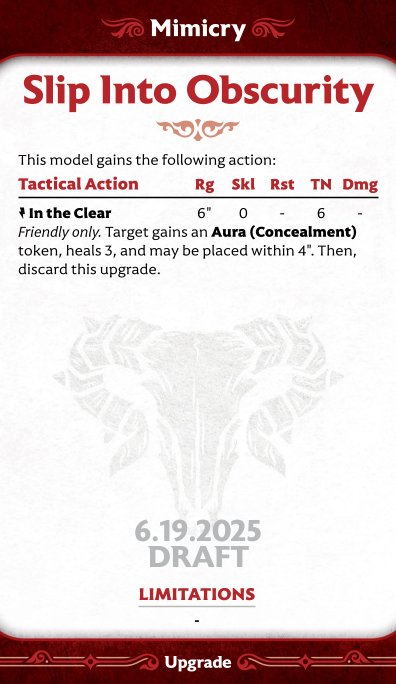 Mimicry
Slip Into Obscurity
This model gains the following action:
Tactical Action Rg Skl Rst TN Dmg
In the Clear 6" 0 - 6 -
Friendly only. Target gains an Aura (Concealment)
token, heals 3, and may be placed within 4". Then,
discard this upgrade.
6.19.2025
DRAFT
LIMITATIONS
-
Upgrade